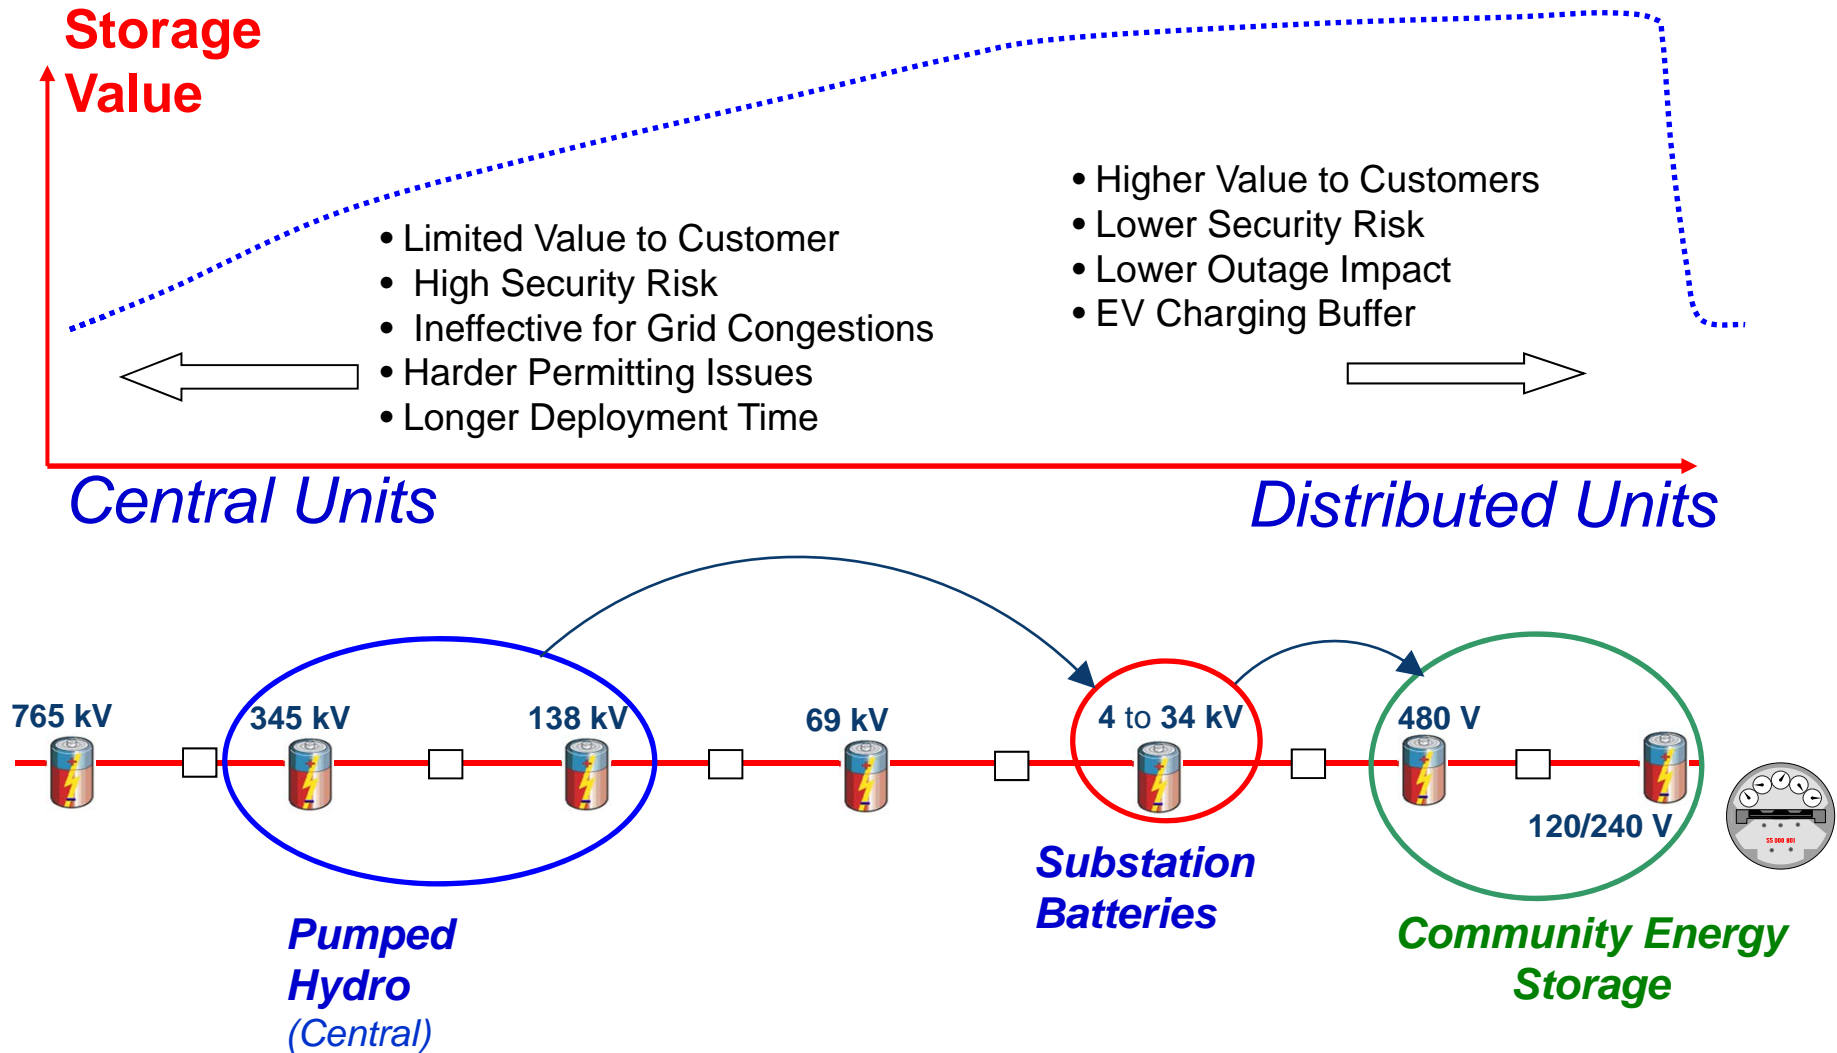 Storage
Value
• Higher Value to Customers
• Lower Security Risk
• Lower Outage Impact
• EV Charging Buffer
• Limited Value to Customer
• High Security Risk
• Ineffective for Grid Congestions
• Harder Permitting Issues
• Longer Deployment Time
Central Units
Distributed Units
765 kV
345 kV
138 kV
69 kV
4 to 34 kV
480 V
120/240 V
Substation
Batteries
Pumped
Hydro
(Central)
Community Energy
Storage